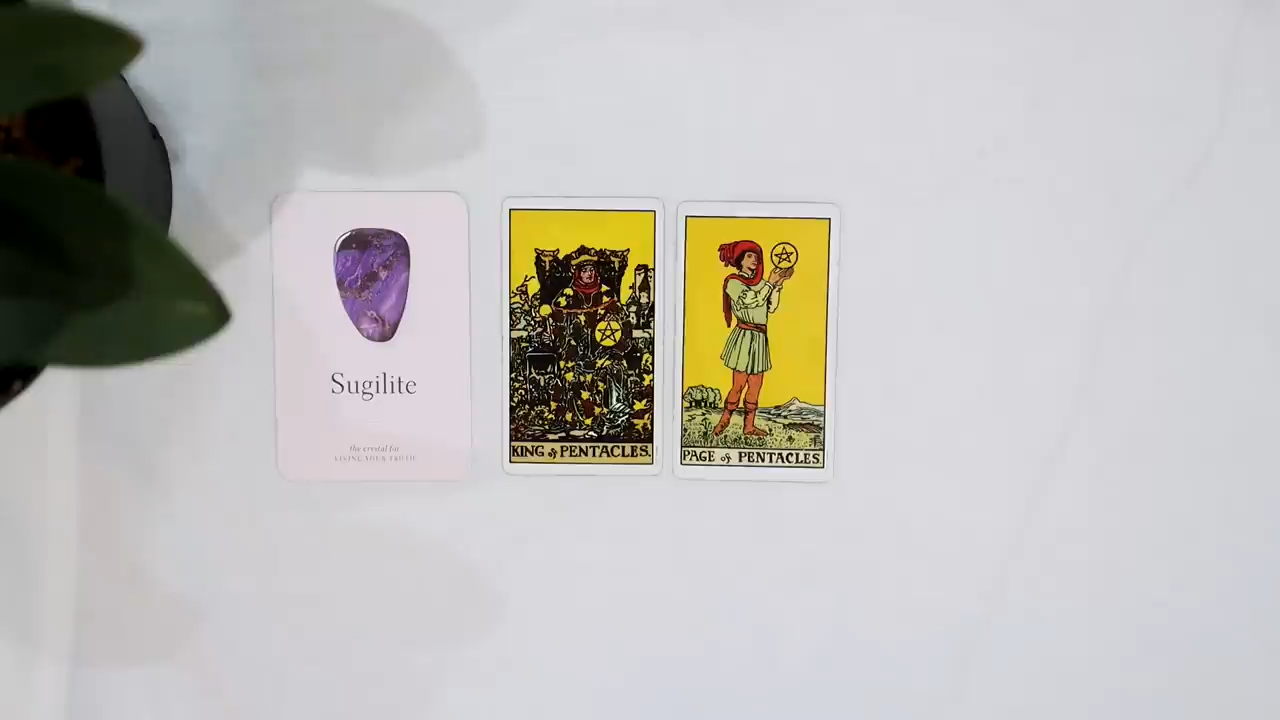 Sugilite
the crystal for
LIVING YOUR TRUTH
KING of PENTACLES.
PAGE of PENTACLES.